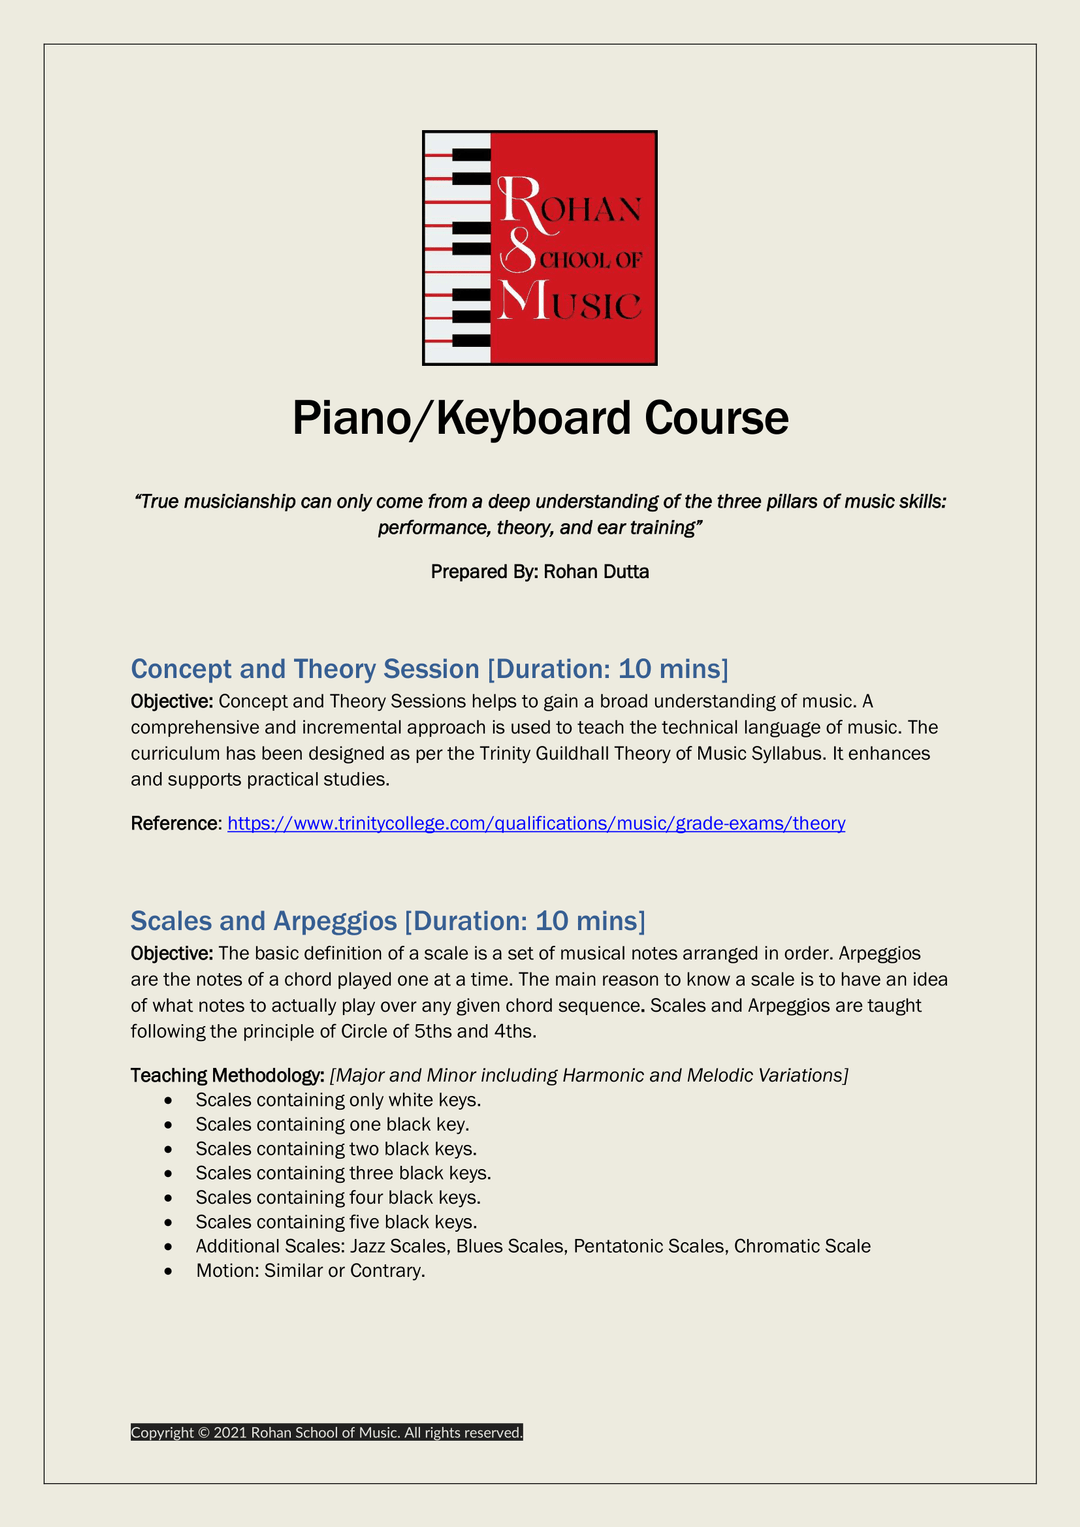 ROHAN
SCHOOL OF
MUSIC
Piano/Keyboard Course
“True musicianship can only come from a deep understanding of the three pillars of music skills:
performance, theory, and ear training”
Prepared By: Rohan Dutta
Concept and Theory Session [Duration: 10 mins]
Objective: Concept and Theory Sessions helps to gain a broad understanding of music. A
comprehensive and incremental approach is used to teach the technical language of music. The
curriculum has been designed as per the Trinity Guildhall Theory of Music Syllabus. It enhances
and supports practical studies.
Reference: https://www.trinitycollege.com/qualifications/music/grade-exams/theory
Scales and Arpeggios [Duration: 10 mins]
Objective: The basic definition of a scale is a set of musical notes arranged in order. Arpeggios
are the notes of a chord played one at a time. The main reason to know a scale is to have an idea
of what notes to actually play over any given chord sequence. Scales and Arpeggios are taught
following the principle of Circle of 5ths and 4ths.
Teaching Methodology: [Major and Minor including Harmonic and Melodic Variations]
• Scales containing only white keys.
• Scales containing one black key.
• Scales containing two black keys.
• Scales containing three black keys.
• Scales containing four black keys.
• Scales containing five black keys.
• Additional Scales: Jazz Scales, Blues Scales, Pentatonic Scales, Chromatic Scale
• Motion: Similar or Contrary.
Copyright © 2021 Rohan School of Music. All rights reserved.